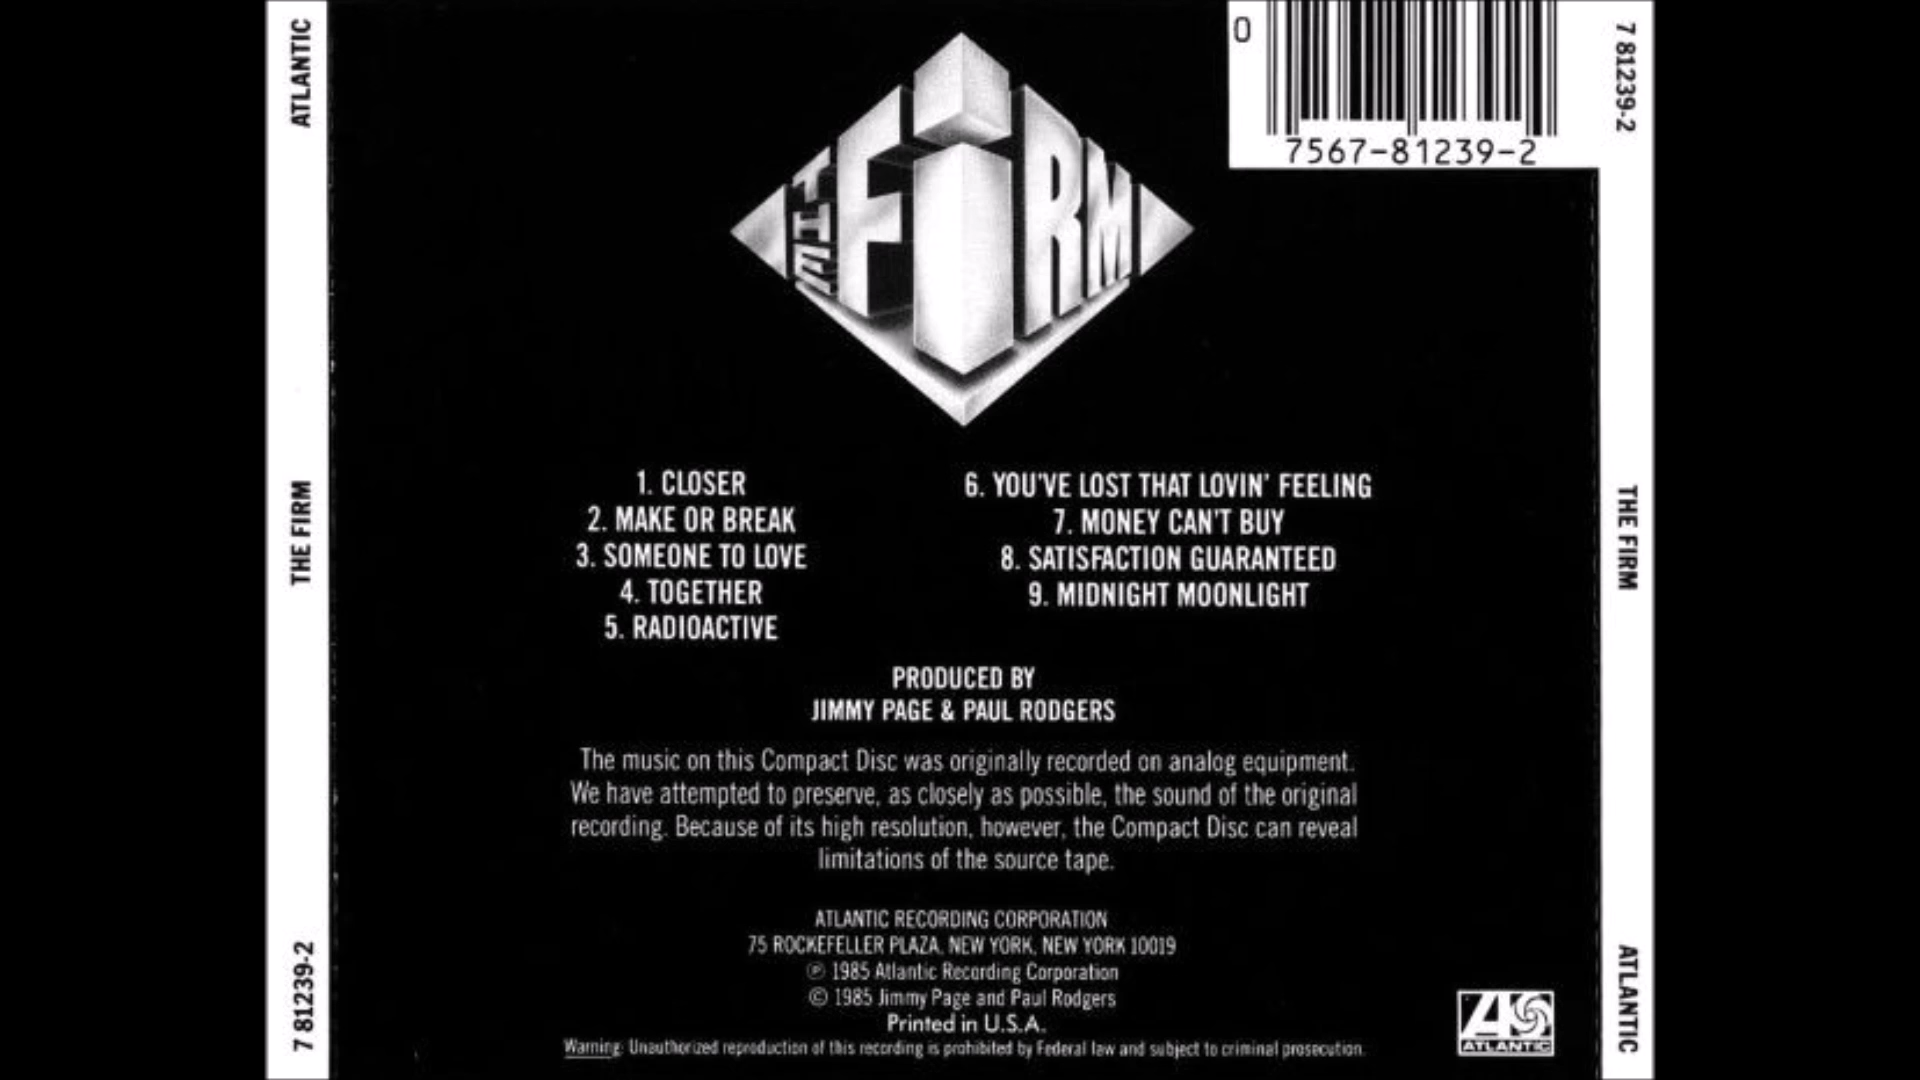 ATLANTIC
THE FIRM
7 81239-2
THE FIRM
0
7567-81239-2
7 81239-2
THE FIRM
ATLANTIC
1. CLOSER
2. MAKE OR BREAK
3. SOMEONE TO LOVE
4. TOGETHER
5. RADIOACTIVE
6. YOU'VE LOST THAT LOVIN' FEELING
7. MONEY CAN'T BUY
8. SATISFACTION GUARANTEED
9. MIDNIGHT MOONLIGHT
PRODUCED BY
JIMMY PAGE & PAUL RODGERS
The music on this Compact Disc was originally recorded on analog equipment.
We have attempted to preserve, as closely as possible, the sound of the original
recording. Because of its high resolution, however, the Compact Disc can reveal
limitations of the source tape.
ATLANTIC RECORDING CORPORATION
75 ROCKEFELLER PLAZA, NEW YORK, NEW YORK 10019
℗ 1985 Atlantic Recording Corporation
© 1985 Jimmy Page and Paul Rodgers
Printed in U.S.A.
Warning: Unauthorized reproduction of this recording is prohibited by Federal law and subject to criminal prosecution.
ATLANTIC